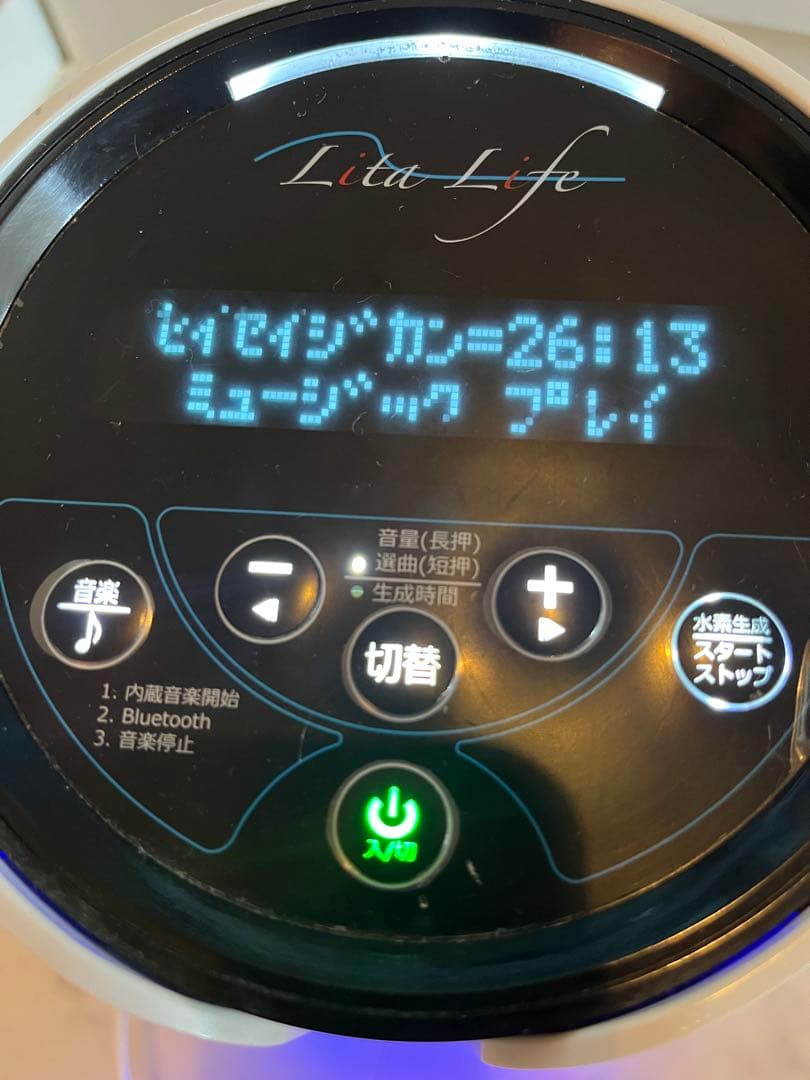 Lita Life
セイセイジカン=26:13
ミュージック プレイ
音量(長押)
選曲(短押)
生成時間
音楽
♪
−
◀
+
▶
切替
水素生成
スタート
ストップ
1. 内蔵音楽開始
2. Bluetooth
3. 音楽停止
入/切